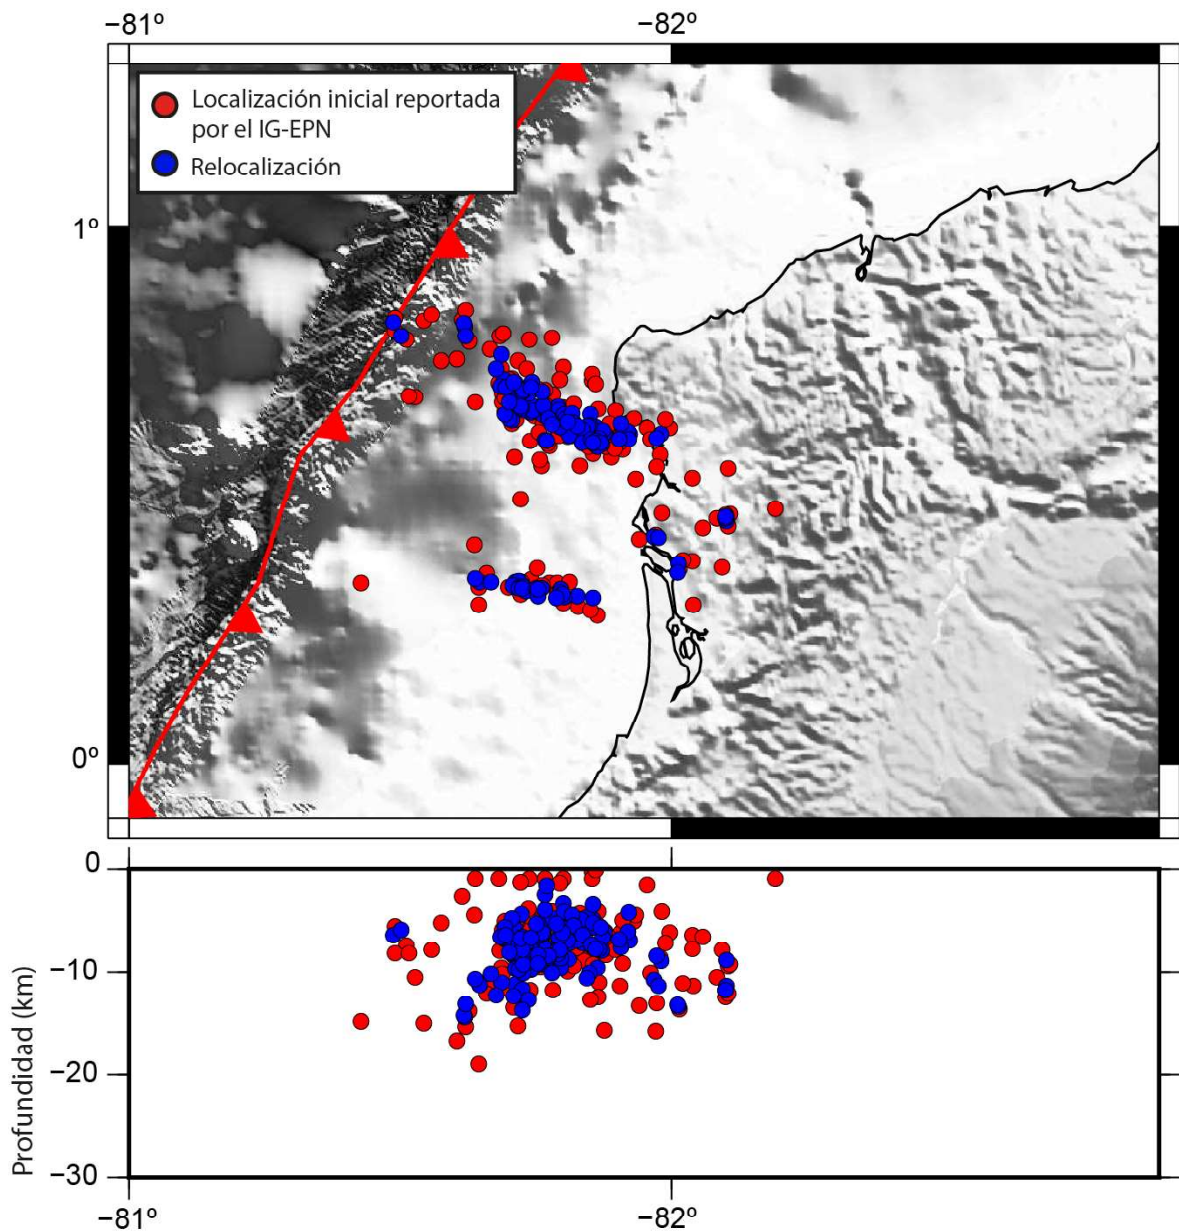 −81º −82º
Localización inicial reportada
por el IG-EPN
Relocalización
1º
0º
0
−10
−20
−30
Profundidad (km)
−81º −82º